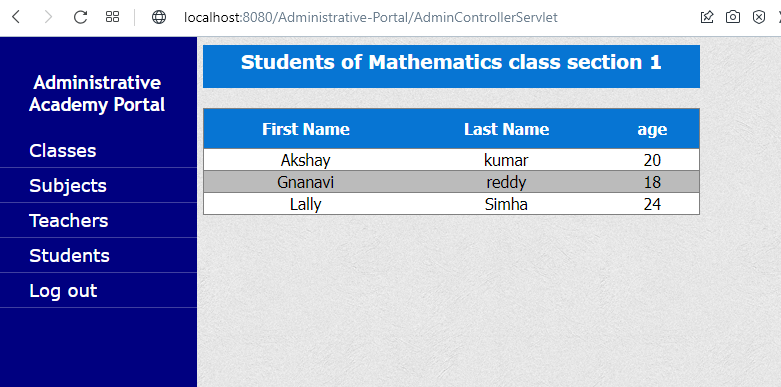 localhost:8080/Administrative-Portal/AdminControllerServlet
Administrative
Academy Portal
Classes
Subjects
Teachers
Students
Log out
Students of Mathematics class section 1
First Name Last Name age
Akshay kumar 20
Gnanavi reddy 18
Lally Simha 24